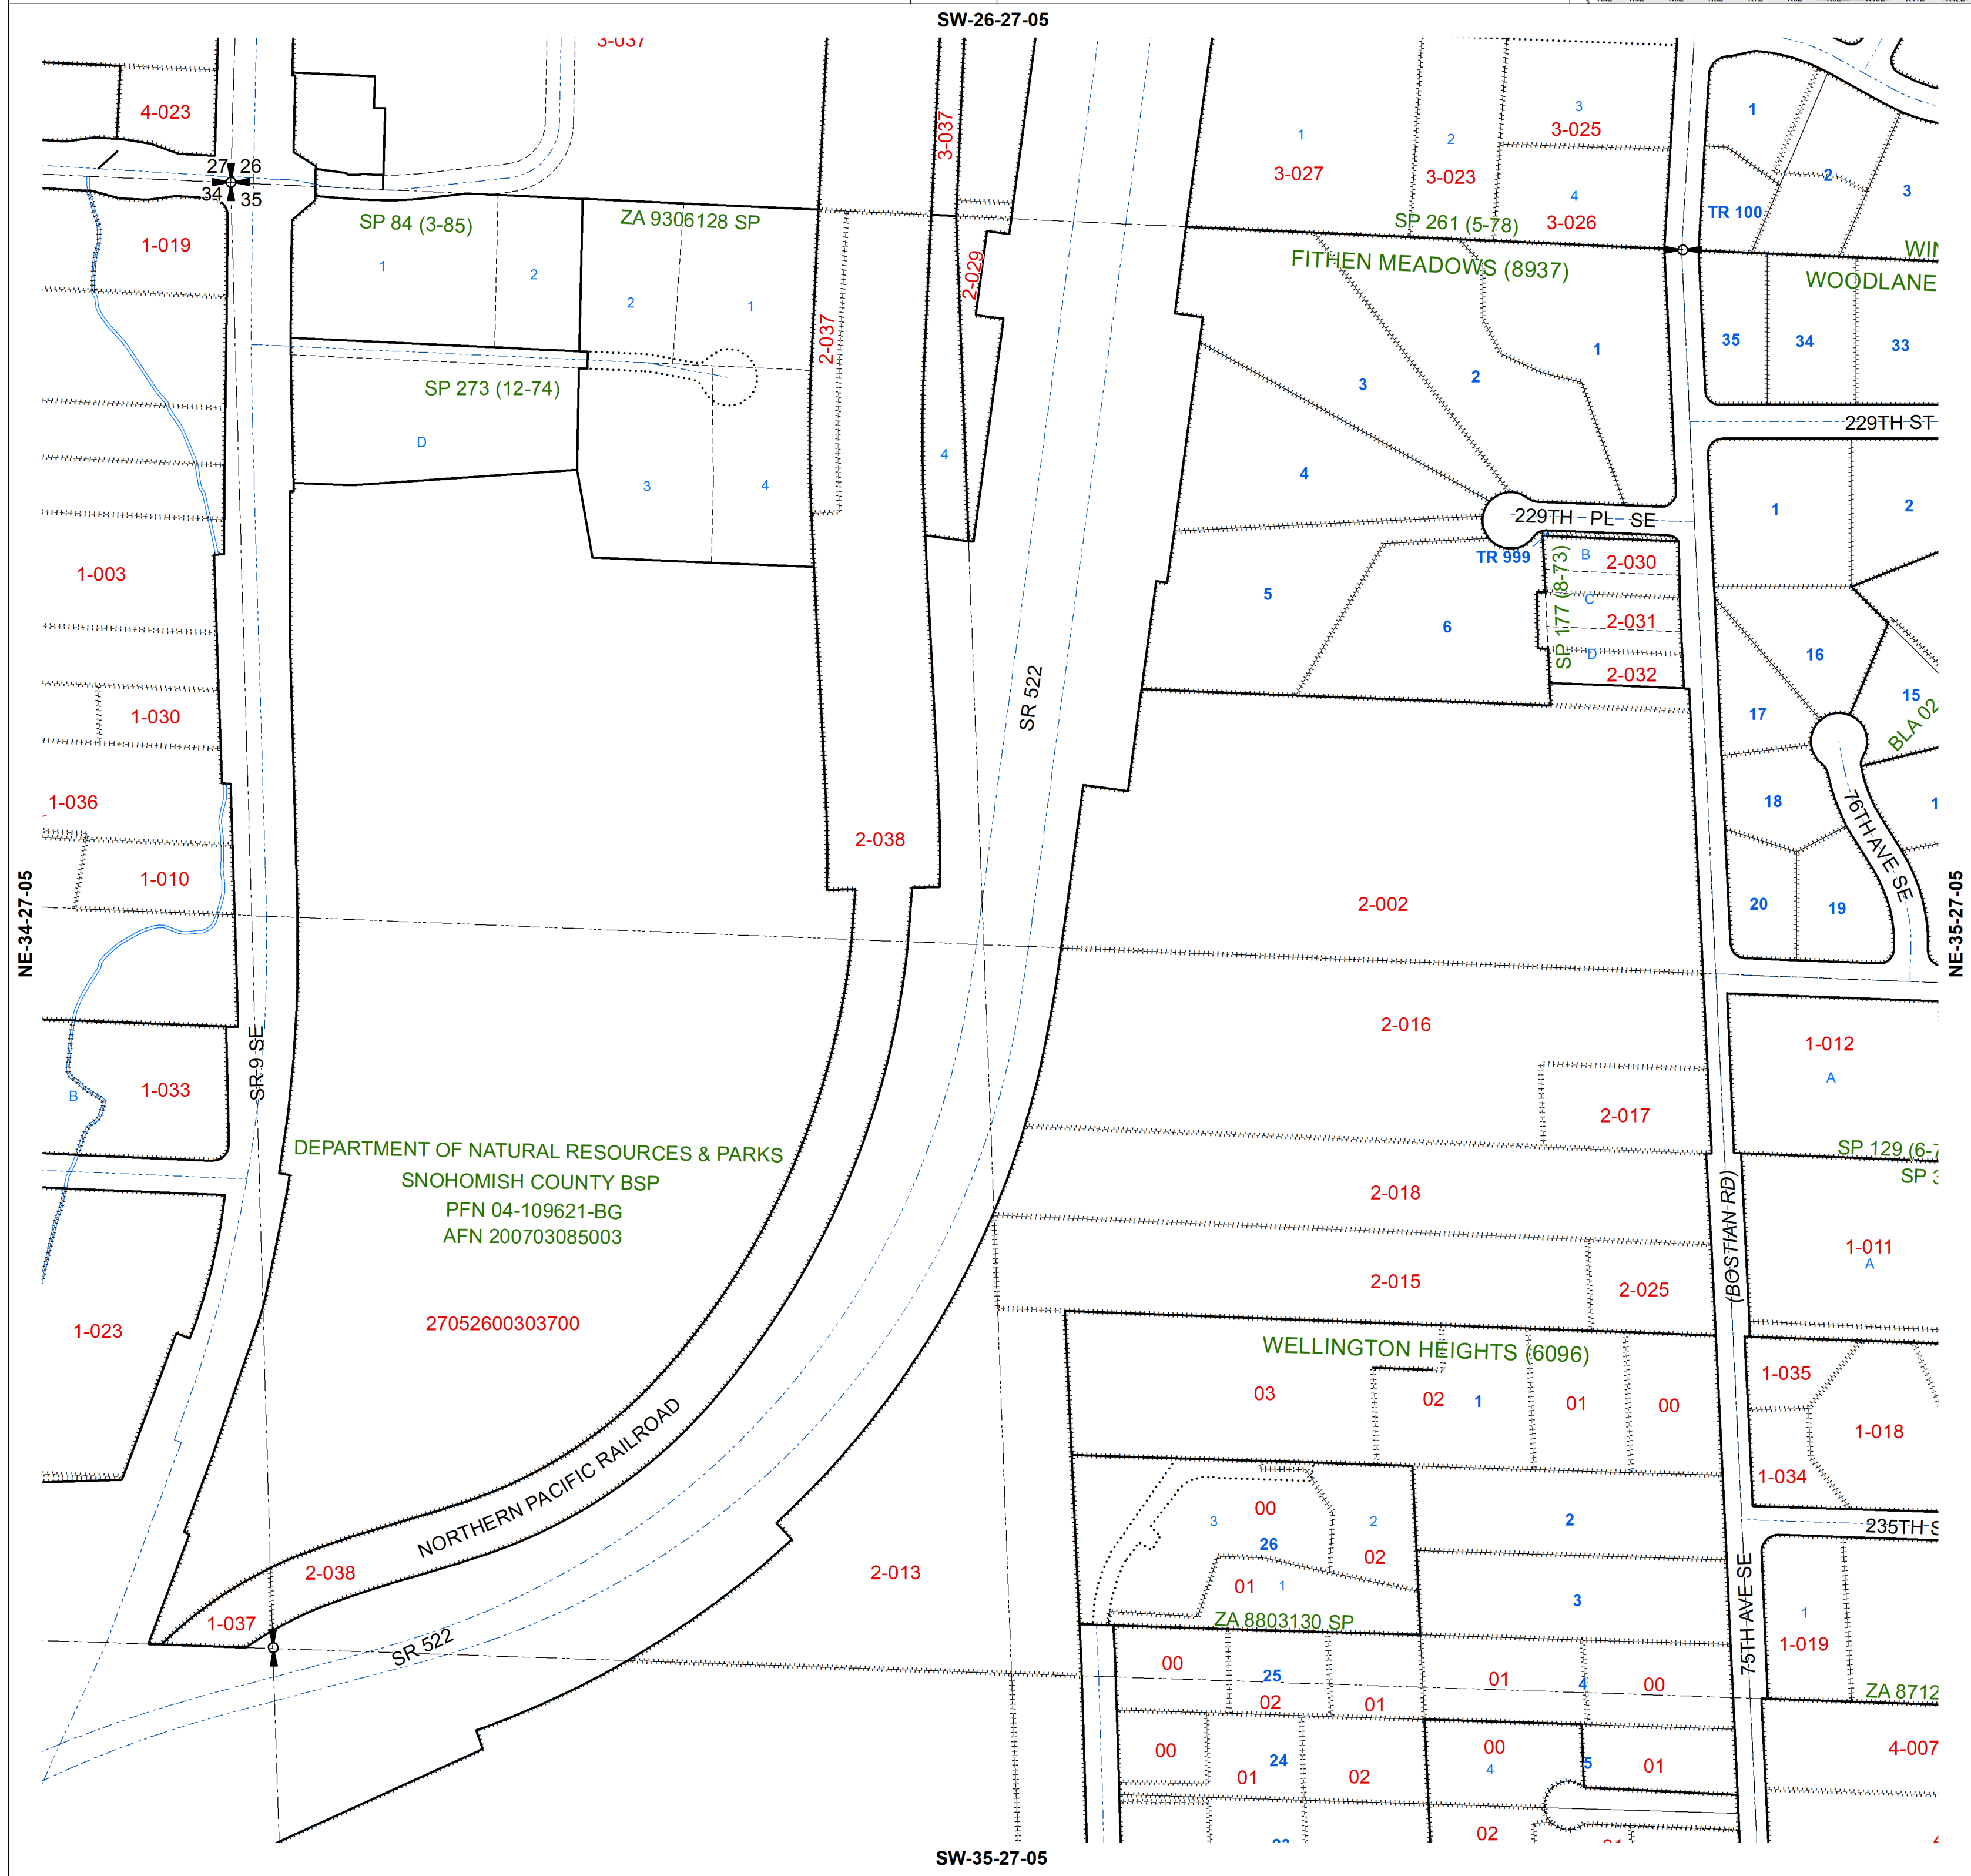 SW-26-27-05
3-037
4-023
3-037
27 26
34 35
1
3-027
2
3-023
3
3-025
4
3-026
1
2
3
TR 100
1-019
SP 84 (3-85)
ZA 9306128 SP
SP 261 (5-78)
FITHEN MEADOWS (8937)
WOODLANE
1
2
2
1
2-037
2-029
SP 273 (12-74)
D
3
4
4
3
2
1
4
35
34
33
229TH ST
229TH PL SE
TR 999
1
2
1-003
5
6
SP 177 (8-73)
B
2-030
C
2-031
D
2-032
16
15
17
BLA 02
1-030
SR 522
1-036
2-038
18
1
76TH AVE SE
1-010
2-002
20
19
NE-34-27-05
NE-35-27-05
2-016
1-012
A
SR 9 SE
1-033
B
2-017
DEPARTMENT OF NATURAL RESOURCES & PARKS
SNOHOMISH COUNTY BSP
PFN 04-109621-BG
AFN 200703085003
SP 129 (6-7
SP 3
2-018
(BOSTIAN RD)
1-011
A
2-015
2-025
1-023
27052600303700
WELLINGTON HEIGHTS (6096)
03
02
1
01
00
1-035
1-018
1-034
NORTHERN PACIFIC RAILROAD
00
3
2
26
02
01
1
2
3
235TH S
2-038
2-013
1-037
SR 522
ZA 8803130 SP
75TH AVE SE
1
1-019
00
25
02
01
01
4
00
ZA 8712
00
24
01
02
00
4
5
01
4-007
02
SW-35-27-05